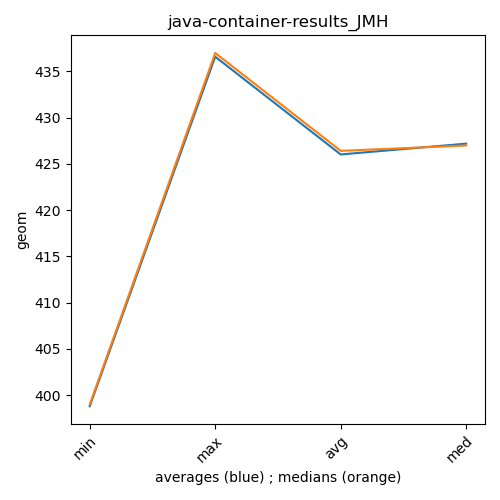 java-container-results_JMH
geom
435
430
425
420
415
410
405
400
min
max
avg
med
averages (blue) ; medians (orange)